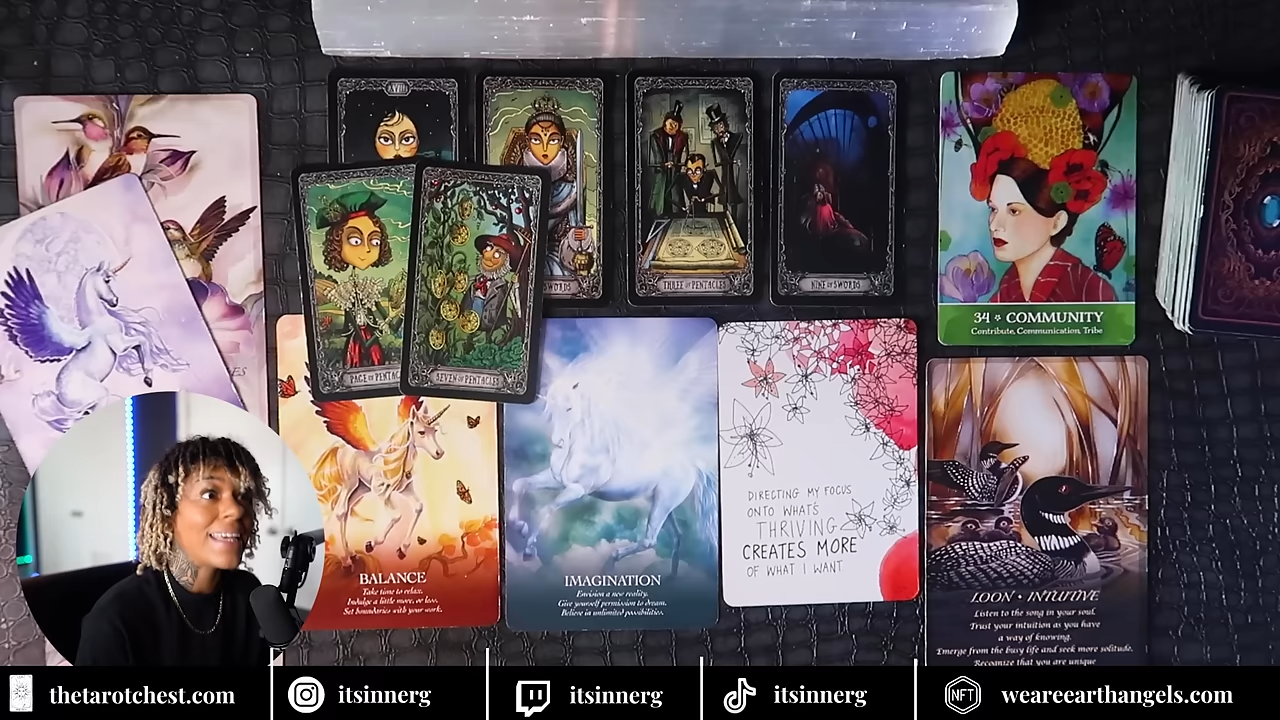 XVIII
SWORDS
THREE OF PENTACLES
NINE OF SWORDS
34 * COMMUNITY
Contribute, Communication, Tribe
PAGE OF PENTAC
SEVEN OF PENTACLES
ES
BALANCE
Take time to relax.
Indulge a little more, or less.
Set boundaries with your work.
IMAGINATION
Envision a new reality.
Give yourself permission to dream.
Believe in unlimited possibilities.
DIRECTING MY FOCUS
ONTO WHAT'S
THRIVING
CREATES MORE
OF WHAT I WANT
LOON • INTUITIVE
Listen to the song in your soul.
Trust your intuition as you have
a way of knowing.
Emerge from the busy life and seek more solitude.
Recognize that you are unique
thetarotchest.com
itsinnerg
itsinnerg
itsinnerg
NFT
weareearthangels.com